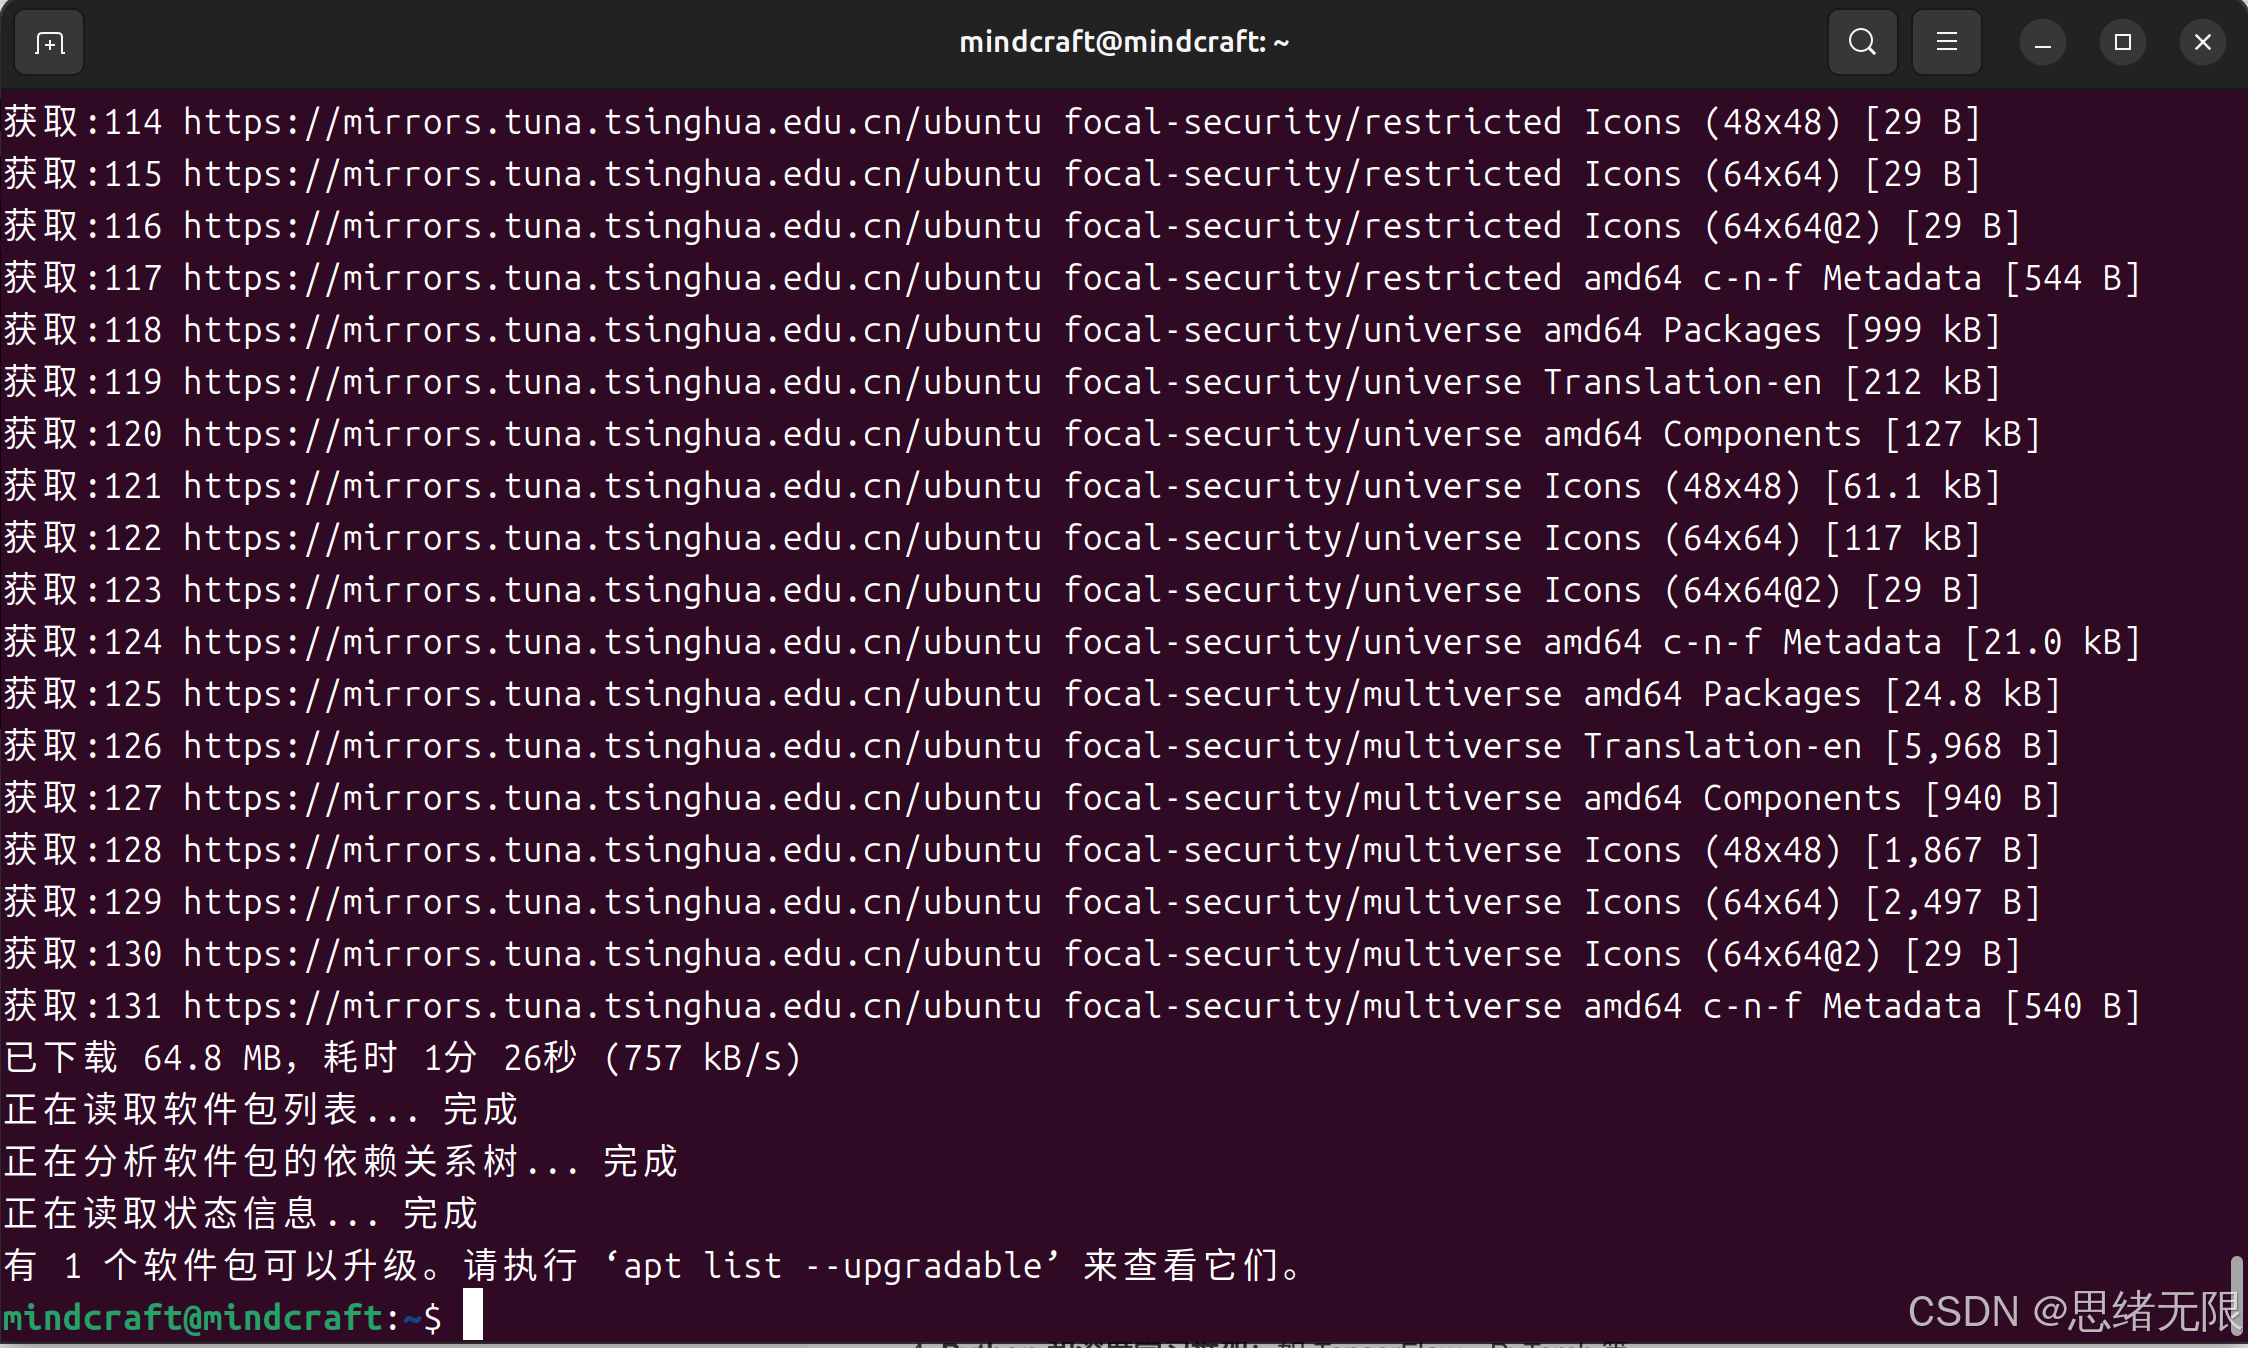 mindcraft@mindcraft: ~
获取:114 https://mirrors.tuna.tsinghua.edu.cn/ubuntu focal-security/restricted Icons (48x48) [29 B]
获取:115 https://mirrors.tuna.tsinghua.edu.cn/ubuntu focal-security/restricted Icons (64x64) [29 B]
获取:116 https://mirrors.tuna.tsinghua.edu.cn/ubuntu focal-security/restricted Icons (64x64@2) [29 B]
获取:117 https://mirrors.tuna.tsinghua.edu.cn/ubuntu focal-security/restricted amd64 c-n-f Metadata [544 B]
获取:118 https://mirrors.tuna.tsinghua.edu.cn/ubuntu focal-security/universe amd64 Packages [999 kB]
获取:119 https://mirrors.tuna.tsinghua.edu.cn/ubuntu focal-security/universe Translation-en [212 kB]
获取:120 https://mirrors.tuna.tsinghua.edu.cn/ubuntu focal-security/universe amd64 Components [127 kB]
获取:121 https://mirrors.tuna.tsinghua.edu.cn/ubuntu focal-security/universe Icons (48x48) [61.1 kB]
获取:122 https://mirrors.tuna.tsinghua.edu.cn/ubuntu focal-security/universe Icons (64x64) [117 kB]
获取:123 https://mirrors.tuna.tsinghua.edu.cn/ubuntu focal-security/universe Icons (64x64@2) [29 B]
获取:124 https://mirrors.tuna.tsinghua.edu.cn/ubuntu focal-security/universe amd64 c-n-f Metadata [21.0 kB]
获取:125 https://mirrors.tuna.tsinghua.edu.cn/ubuntu focal-security/multiverse amd64 Packages [24.8 kB]
获取:126 https://mirrors.tuna.tsinghua.edu.cn/ubuntu focal-security/multiverse Translation-en [5,968 B]
获取:127 https://mirrors.tuna.tsinghua.edu.cn/ubuntu focal-security/multiverse amd64 Components [940 B]
获取:128 https://mirrors.tuna.tsinghua.edu.cn/ubuntu focal-security/multiverse Icons (48x48) [1,867 B]
获取:129 https://mirrors.tuna.tsinghua.edu.cn/ubuntu focal-security/multiverse Icons (64x64) [2,497 B]
获取:130 https://mirrors.tuna.tsinghua.edu.cn/ubuntu focal-security/multiverse Icons (64x64@2) [29 B]
获取:131 https://mirrors.tuna.tsinghua.edu.cn/ubuntu focal-security/multiverse amd64 c-n-f Metadata [540 B]
已下载 64.8 MB，耗时 1分 26秒 (757 kB/s)
正在读取软件包列表... 完成
正在分析软件包的依赖关系树... 完成
正在读取状态信息... 完成
有 1 个软件包可以升级。请执行 ‘apt list --upgradable’ 来查看它们。
mindcraft@mindcraft:~$
CSDN @思绪无限